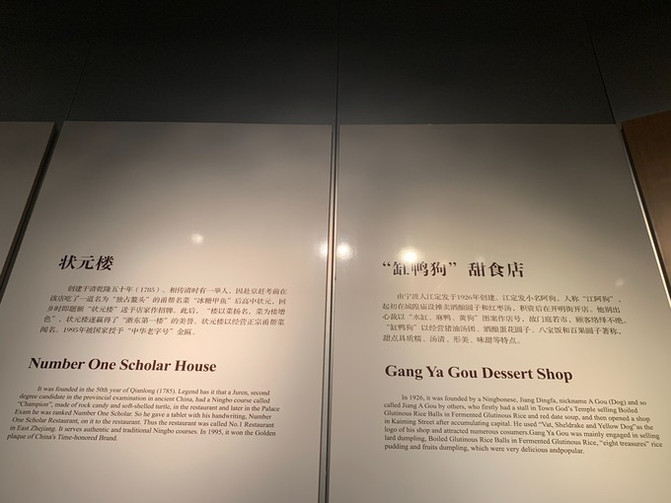 状元楼
创建于清乾隆五十年（1785）。相传清时有一举人，因赴京赶考前在
该店吃了一道名为“独占鳌头”的甬帮名菜“冰糖甲鱼”后高中状元，回
乡时即题匾“状元楼”送予店家作招牌。此后，“楼以菜扬名，菜为楼增
色”，状元楼遂赢得了“浙东第一楼”的美誉。状元楼以经营正宗甬帮菜
闻名。1995年被国家授予“中华老字号”金匾。
Number One Scholar House
It was founded in the 50th year of Qianlong (1785). Legend has it that a Juren, second
degree candidate in the provincial examination in ancient China, had a Ningbo course called
"Champion", made of rock candy and soft-shelled turtle, in the restaurant and later in the Palace
Exam he was ranked Number One Scholar. So he gave a tablet with his handwriting, Number
One Scholar Restaurant, on it to the restaurant. Thus the restaurant was called No.1 Restaurant
in East Zhejiang. It serves authentic and traditional Ningbo courses. In 1995, it won the Golden
plaque of China's Time-honored Brand.
“缸鸭狗”甜食店
由宁波人江定发于1926年创建。江定发小名阿狗，人称“江阿狗”，
起初在城隍庙设摊卖酒酿圆子和红枣汤，积资后在开明街开店。他别出
心裁以“水缸、麻鸭、黄狗”图案作店号，故门庭若市，顾客络绎不绝。
“缸鸭狗”以经营猪油汤团、酒酿浆花圆子、八宝饭和百果圆子著称，
甜点具质糯、汤清、形美、味甜等特点。
Gang Ya Gou Dessert Shop
In 1926, it was founded by a Ningbonese, Jiang Dingfa, nickname A Gou (Dog) and so
called Jiang A Gou by others, who firstly had a stall in Town God's Temple selling Boiled
Glutinous Rice Balls in Fermented Glutinous Rice and red date soup, and then opened a shop
in Kaiming Street after accumulating capital. He used "Vat, Sheldrake and Yellow Dog"as the
logo of his shop and attracted numerous cosumers.Gang Ya Gou was mainly engaged in selling
lard dumpling, Boiled Glutinous Rice Balls in Fermented Glutinous Rice, "eight treasures" rice
pudding and fruits dumpling, which were very delicious andpopular.